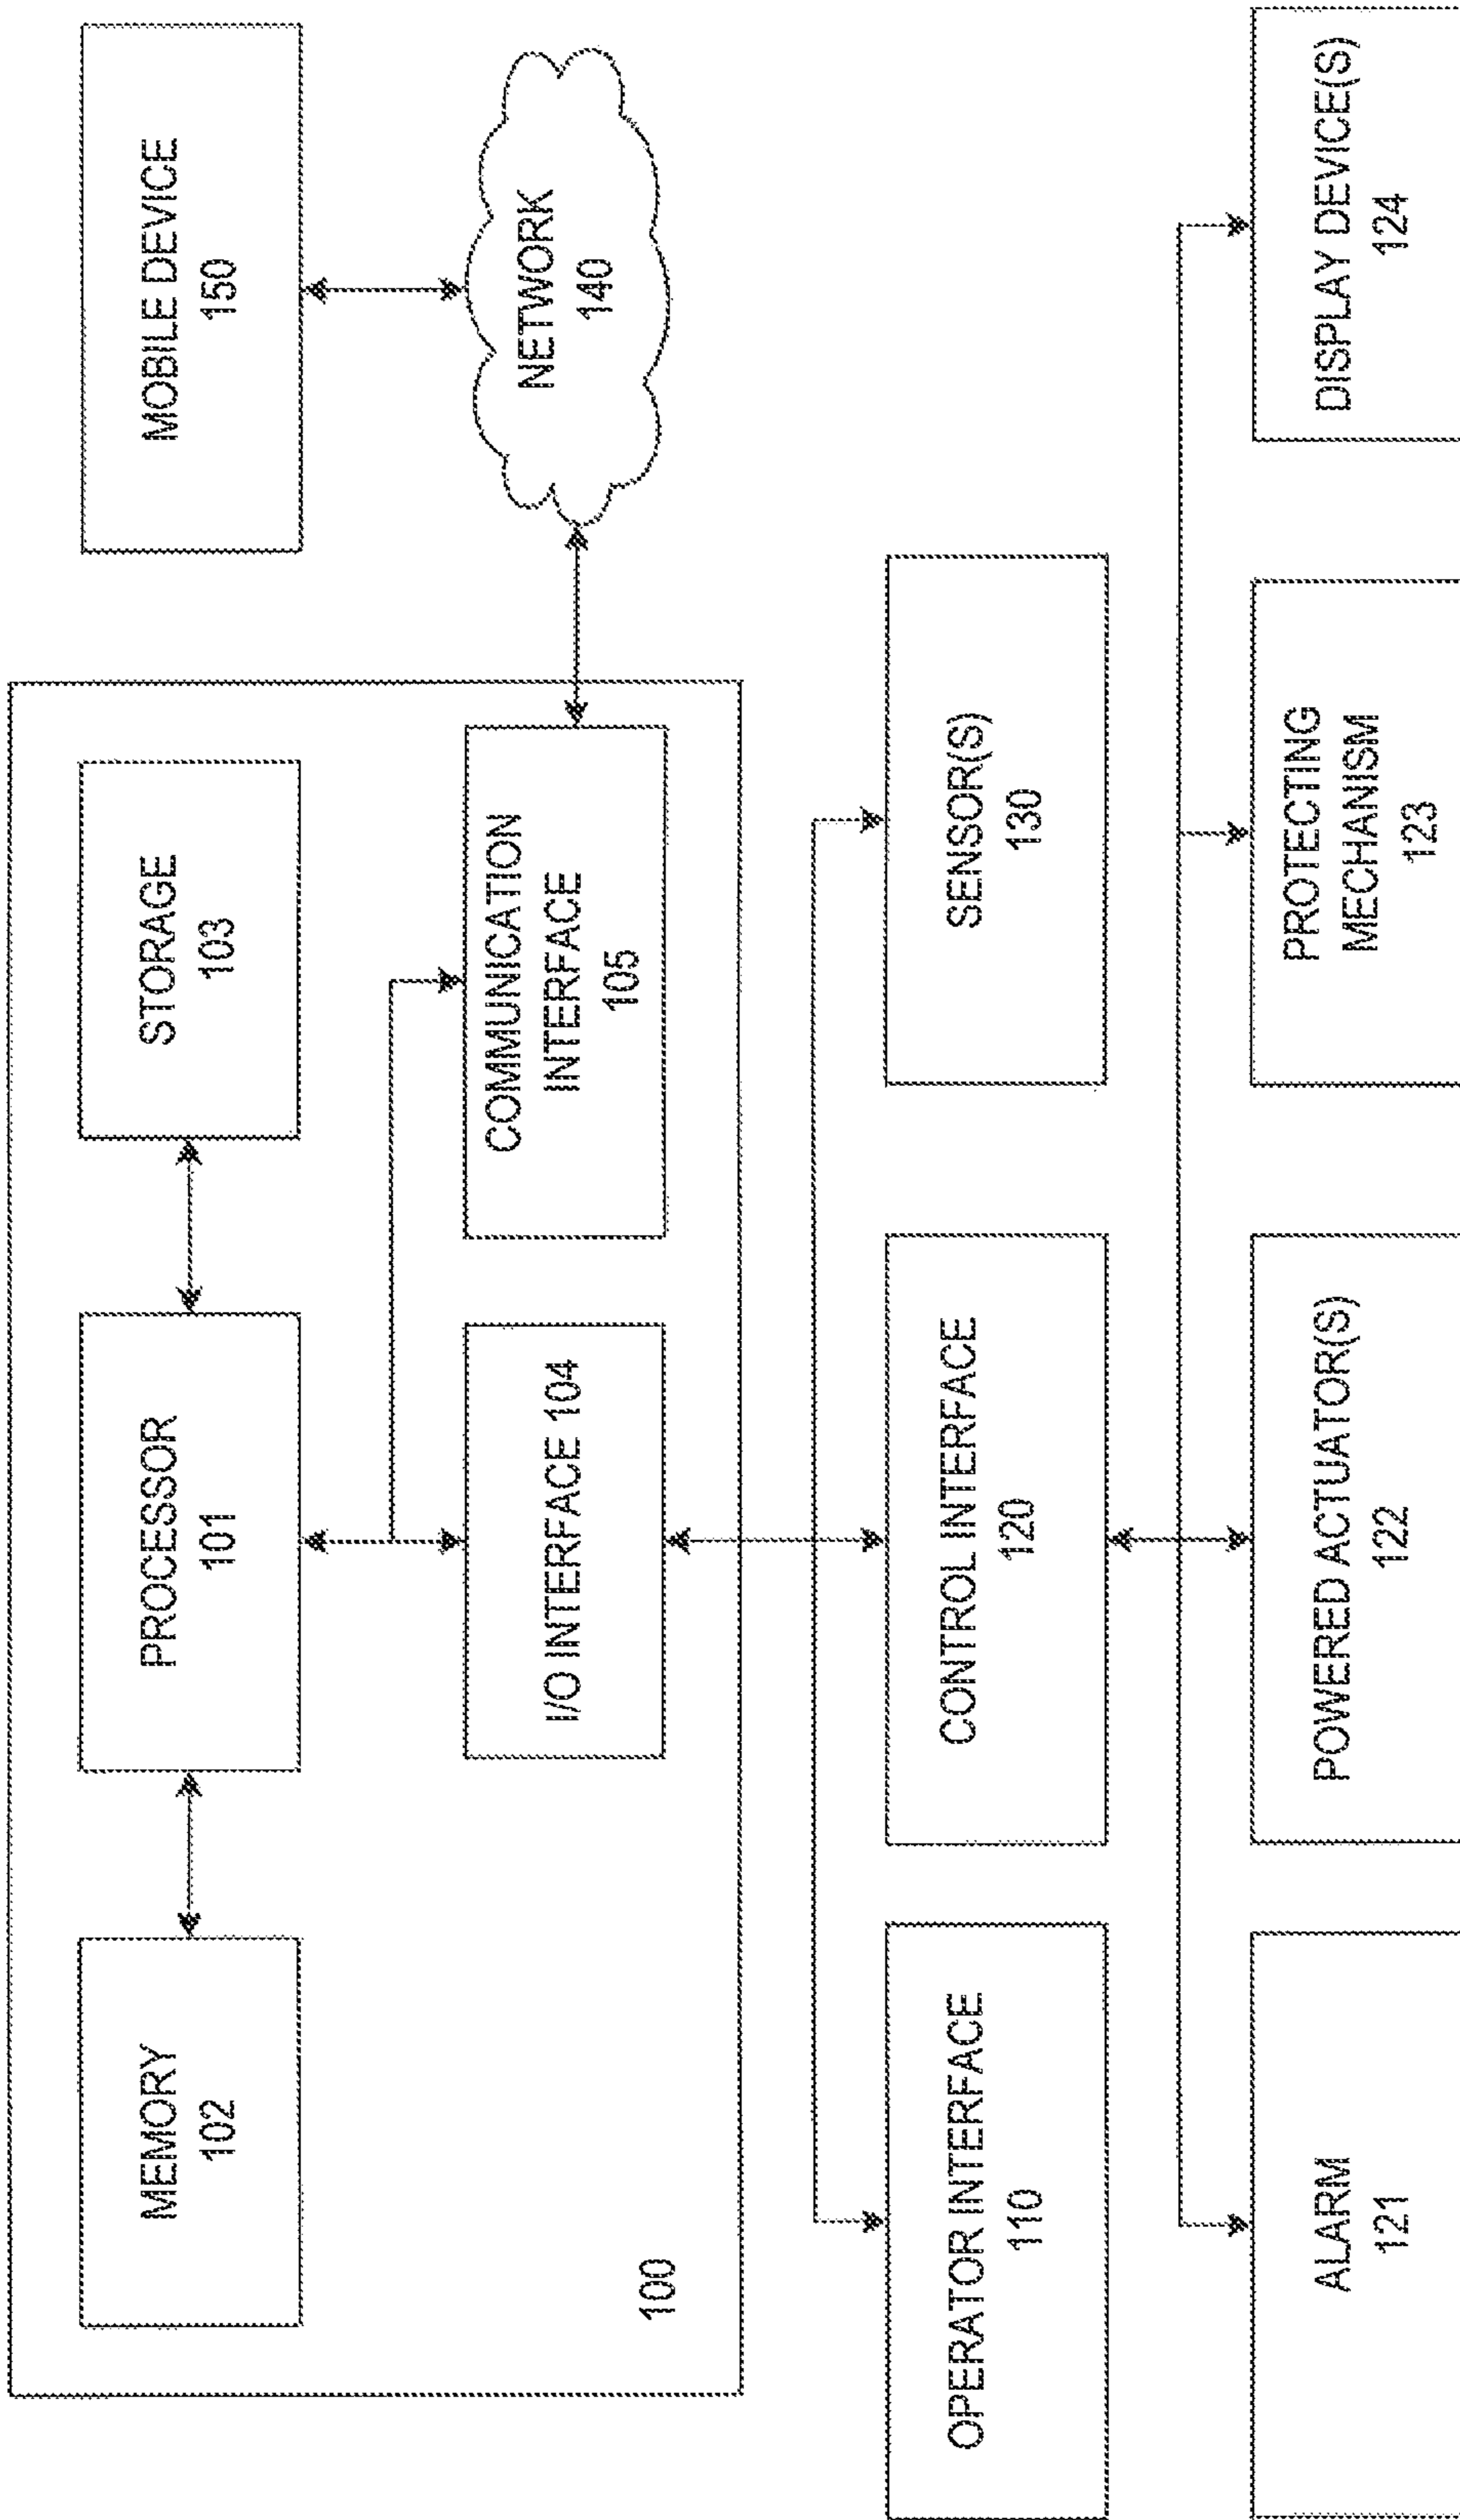 MEMORY
102
PROCESSOR
101
STORAGE
103
MOBILE DEVICE
150
I/O INTERFACE 104
COMMUNICATION
INTERFACE
105
NETWORK
140
100
OPERATOR INTERFACE
110
CONTROL INTERFACE
120
SENSOR(S)
130
ALARM
121
POWERED ACTUATOR(S)
122
PROTECTING
MECHANISM
123
DISPLAY DEVICE(S)
124